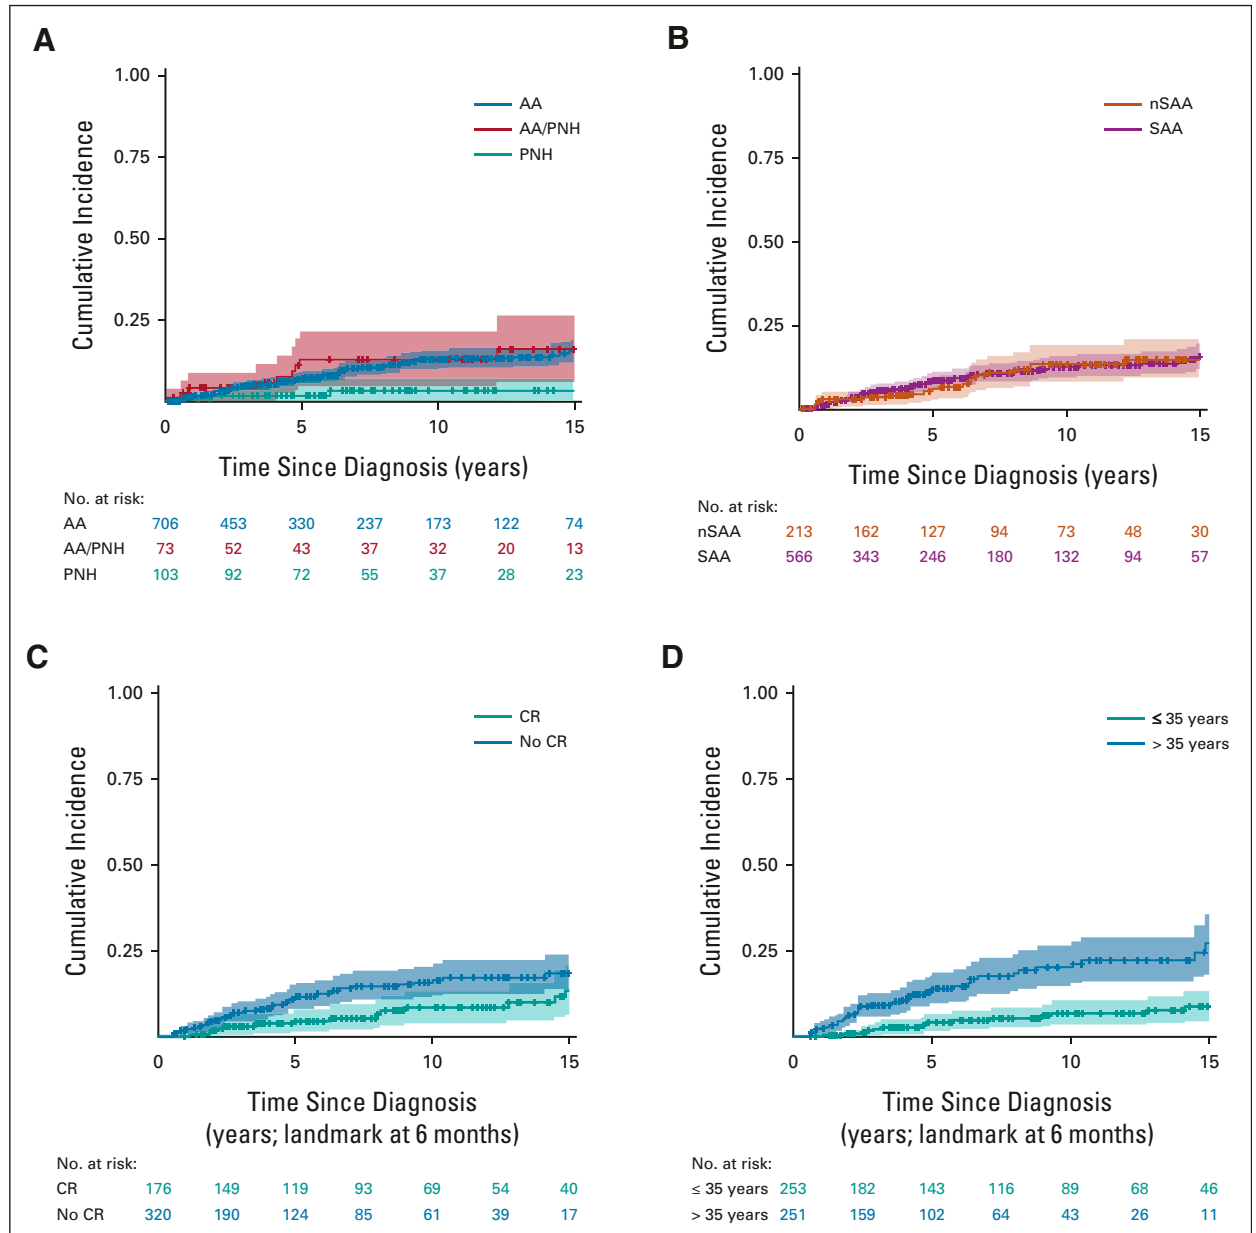 A
1.00
0.75
0.50
0.25
Cumulative Incidence
AA
AA/PNH
PNH
0 5 10 15
Time Since Diagnosis (years)
No. at risk:
AA 706 453 330 237 173 122 74
AA/PNH 73 52 43 37 32 20 13
PNH 103 92 72 55 37 28 23
B
1.00
0.75
0.50
0.25
Cumulative Incidence
nSAA
SAA
0 5 10 15
Time Since Diagnosis (years)
No. at risk:
nSAA 213 162 127 94 73 48 30
SAA 566 343 246 180 132 94 57
C
1.00
0.75
0.50
0.25
Cumulative Incidence
CR
No CR
0 5 10 15
Time Since Diagnosis
(years; landmark at 6 months)
No. at risk:
CR 176 149 119 93 69 54 40
No CR 320 190 124 85 61 39 17
D
1.00
0.75
0.50
0.25
Cumulative Incidence
≤ 35 years
> 35 years
0 5 10 15
Time Since Diagnosis
(years; landmark at 6 months)
No. at risk:
≤ 35 years 253 182 143 116 89 68 46
> 35 years 251 159 102 64 43 26 11